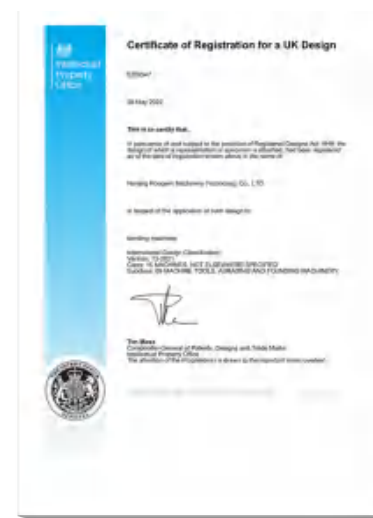 Intellectual
Property
Office
Certificate of Registration for a UK Design
May 2022
This is to certify that,
in pursuance of and subject to the provision of Registered Designs Act 1949, the
design of which a representation or specimen is attached, had been registered
as of the date of registration shown above in the name of
Machinery Technology Co., LTD
in respect of the application of such design to:
bending machines
International Design Classification:
Version: 13-2021
Class: 15 MACHINES, NOT ELSEWHERE SPECIFIED
Subclass: 09 MACHINE TOOLS, ABRADING AND FOUNDING MACHINERY
Tim Moss
Comptroller-General of Patents, Designs and Trade Marks
Intellectual Property Office
The attention of the Proprietor(s) is drawn to the important notes overleaf.